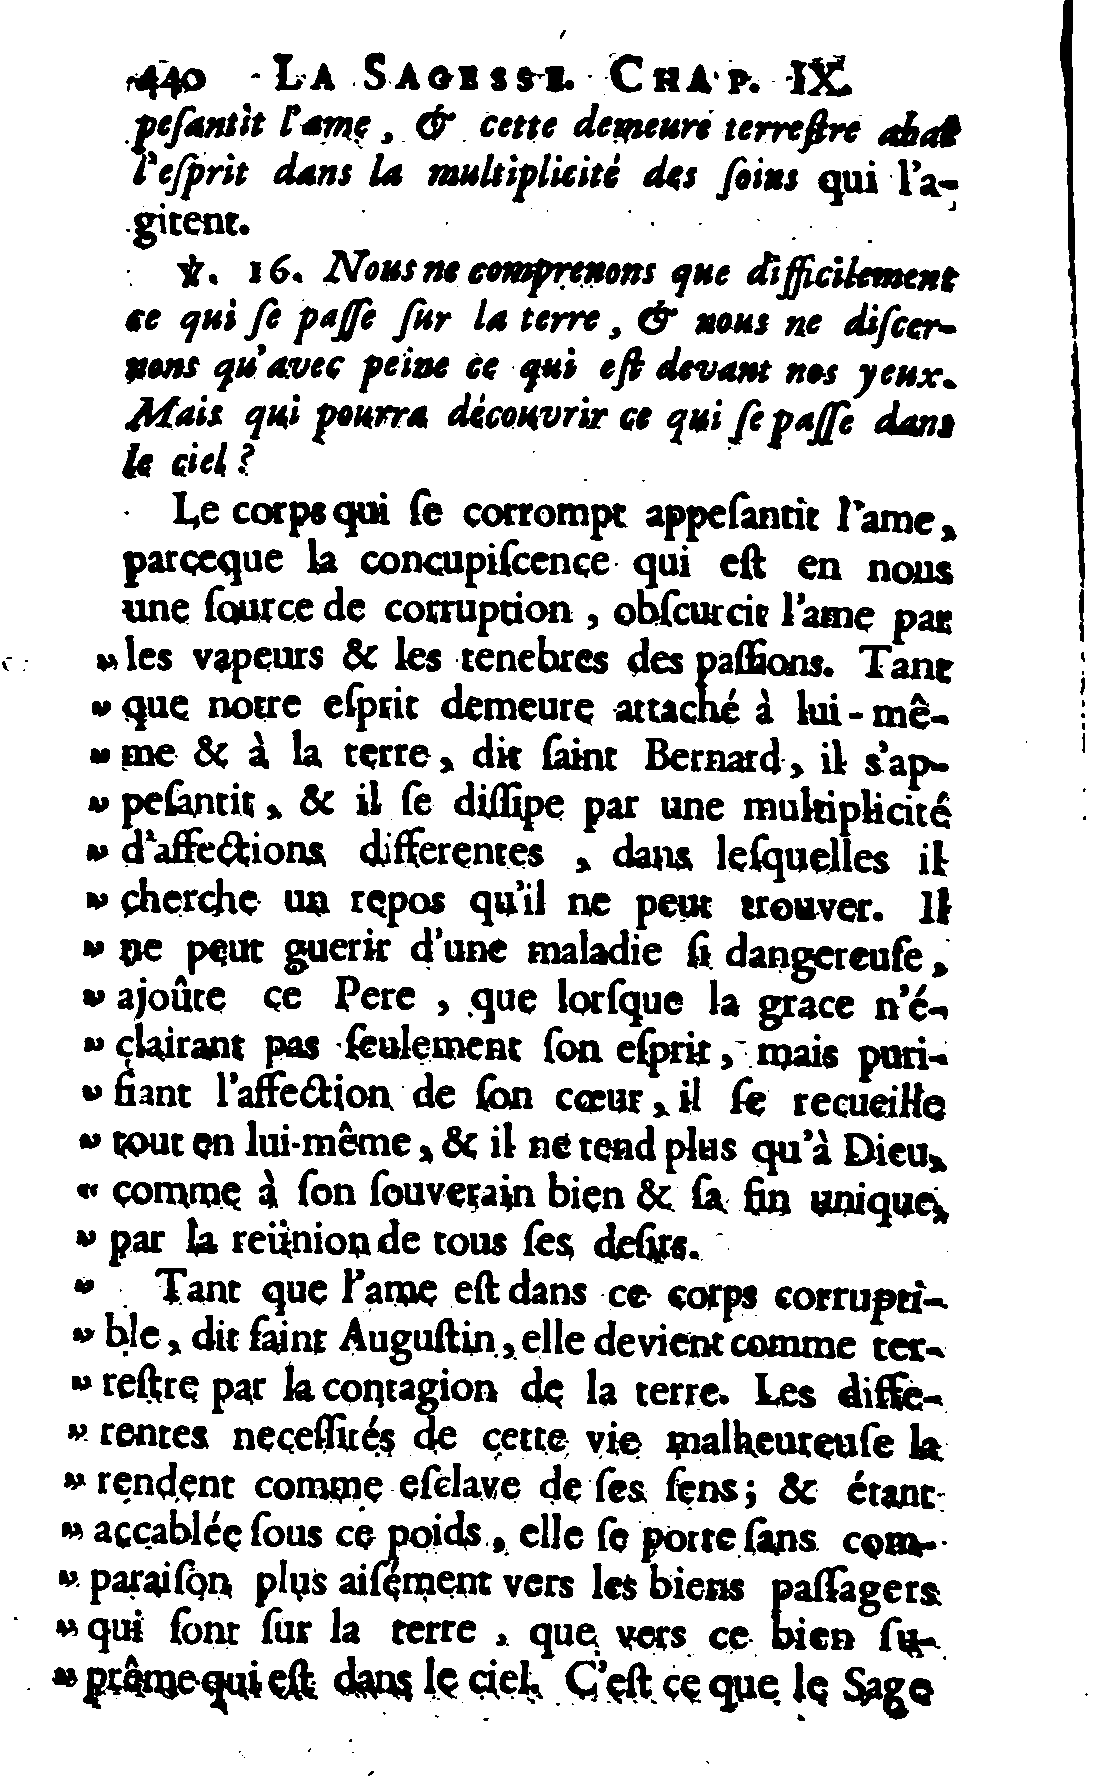 440 LA SAGESSE. CHAP. IX.
peſantit l'ame, & cette demeure terreſtre abat
l'eſprit dans la multiplicité des ſoins qui l'a-
gitent.
℣. 16. Nous ne comprenons que difficilement
ce qui ſe paſſe ſur la terre, & nous ne diſcer-
nons qu'avec peine ce qui eſt devant nos yeux.
Mais qui pourra découvrir ce qui ſe paſſe dans
le ciel ?
Le corps qui ſe corrompt appeſantit l'ame,
parceque la concupiſcence qui eſt en nous
une ſource de corruption, obſcurcit l'ame par
„ les vapeurs & les tenebres des paſſions. Tant
„ que notre eſprit demeure attaché à lui-mê-
„ me & à la terre, dit ſaint Bernard, il s'ap-
„ peſantit, & il ſe diſſipe par une multiplicité
„ d'affections differentes, dans leſquelles il
„ cherche un repos qu'il ne peut trouver. Il
„ ne peut guerir d'une maladie ſi dangereuſe,
„ ajoûte ce Pere, que lorſque la grace n'é-
„ clairant pas ſeulement ſon eſprit, mais puri-
„ fiant l'affection de ſon cœur, il ſe recueille
„ tout en lui-même, & il ne tend plus qu'à Dieu,
“ comme à ſon ſouverain bien & ſa fin unique,
„ par la reünion de tous ſes deſirs.
„ Tant que l'ame eſt dans ce corps corrupti-
„ ble, dit ſaint Auguſtin, elle devient comme ter-
„ reſtre par la contagion de la terre. Les diffe-
„ rentes neceſſités de cette vie malheureuſe la
„ rendent comme eſclave de ſes ſens; & étant
„ accablée ſous ce poids, elle ſe porte ſans com-
„ paraiſon plus aiſément vers les biens paſſagers
„ qui ſont ſur la terre, que vers ce bien ſu-
„ prême qui eſt dans le ciel. C'eſt ce que le Sage